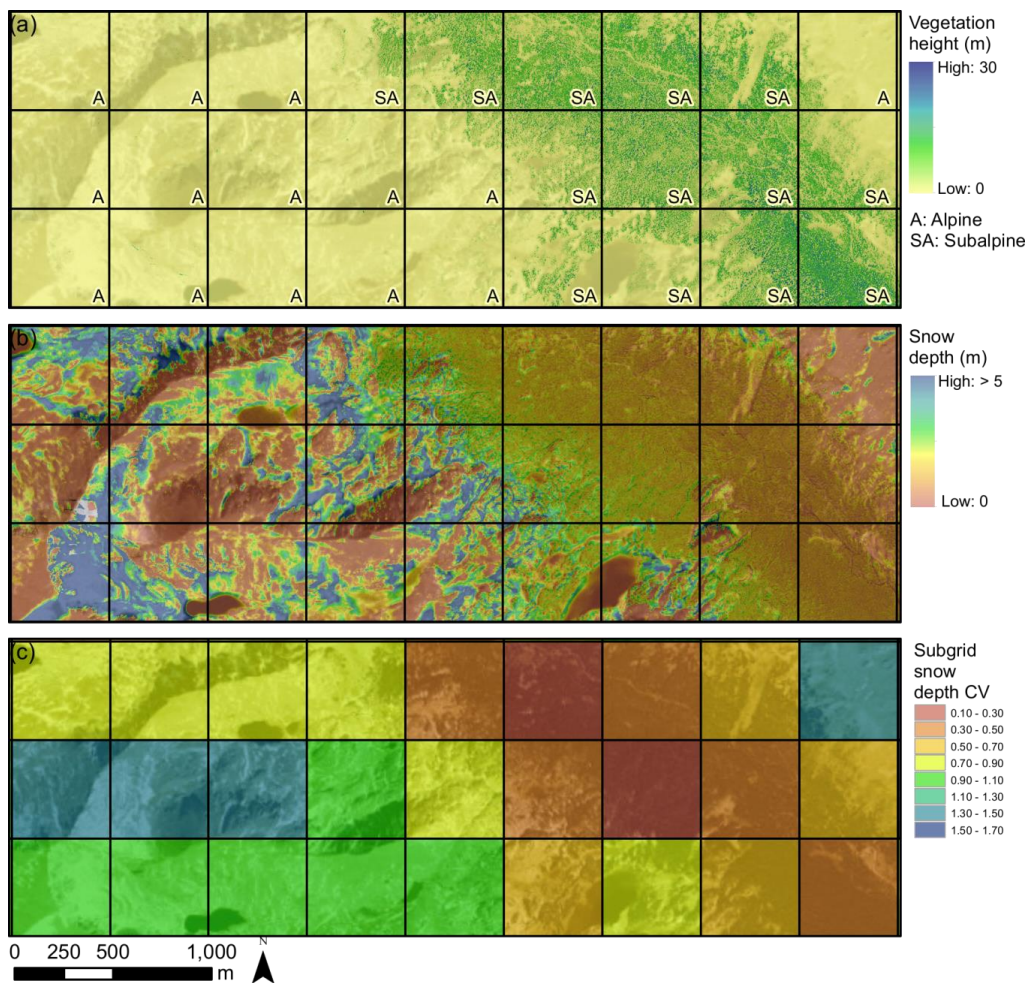 (a)
A A A SA SA SA SA SA A
A A A A A SA SA SA SA
A A A A A SA SA SA SA
Vegetation
height (m)
High: 30
Low: 0
A: Alpine
SA: Subalpine
(b)
Snow
depth (m)
High: > 5
Low: 0
(c)
Subgrid
snow
depth CV
0.10 - 0.30
0.30 - 0.50
0.50 - 0.70
0.70 - 0.90
0.90 - 1.10
1.10 - 1.30
1.30 - 1.50
1.50 - 1.70
0 250 500 1,000
m
N